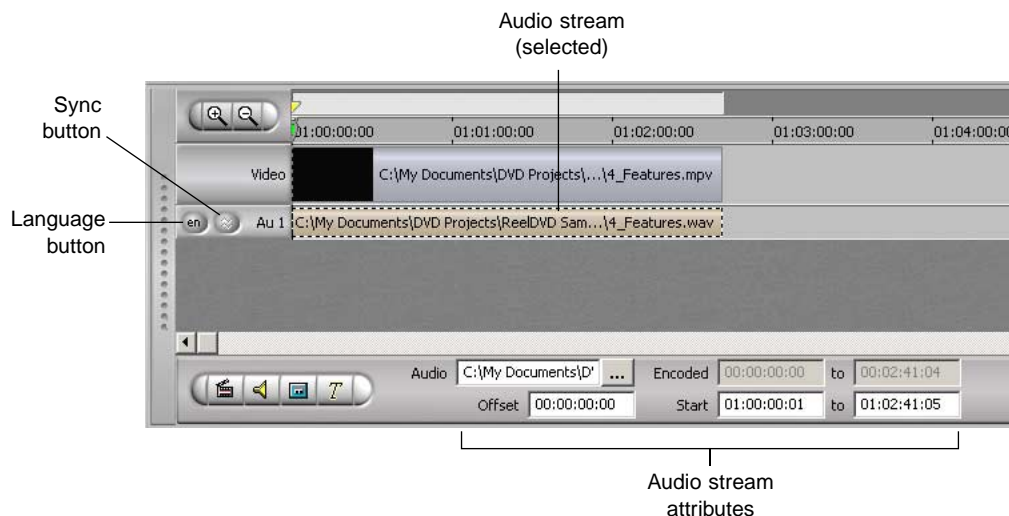 Audio stream
(selected)
Sync
button
Language
button
01:00:00:00 01:01:00:00 01:02:00:00 01:03:00:00 01:04:00:00
Video C:\My Documents\DVD Projects\...\4_Features.mpv
en Au 1 C:\My Documents\DVD Projects\ReelDVD Sam...\4_Features.wav
Audio C:\My Documents\D' ... Encoded 00:00:00:00 to 00:02:41:04
T
Offset 00:00:00:00 Start 01:00:00:01 to 01:02:41:05
Audio stream
attributes